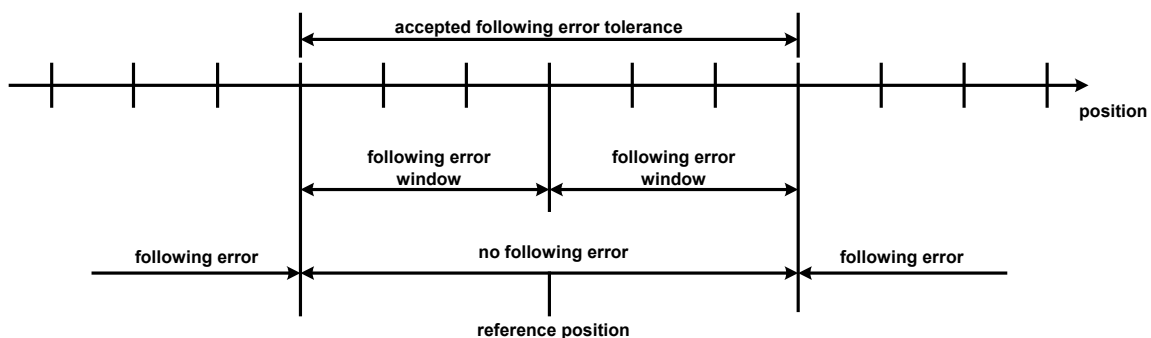 accepted following error tolerance
position
following error
window
following error
window
following error
no following error
following error
reference position